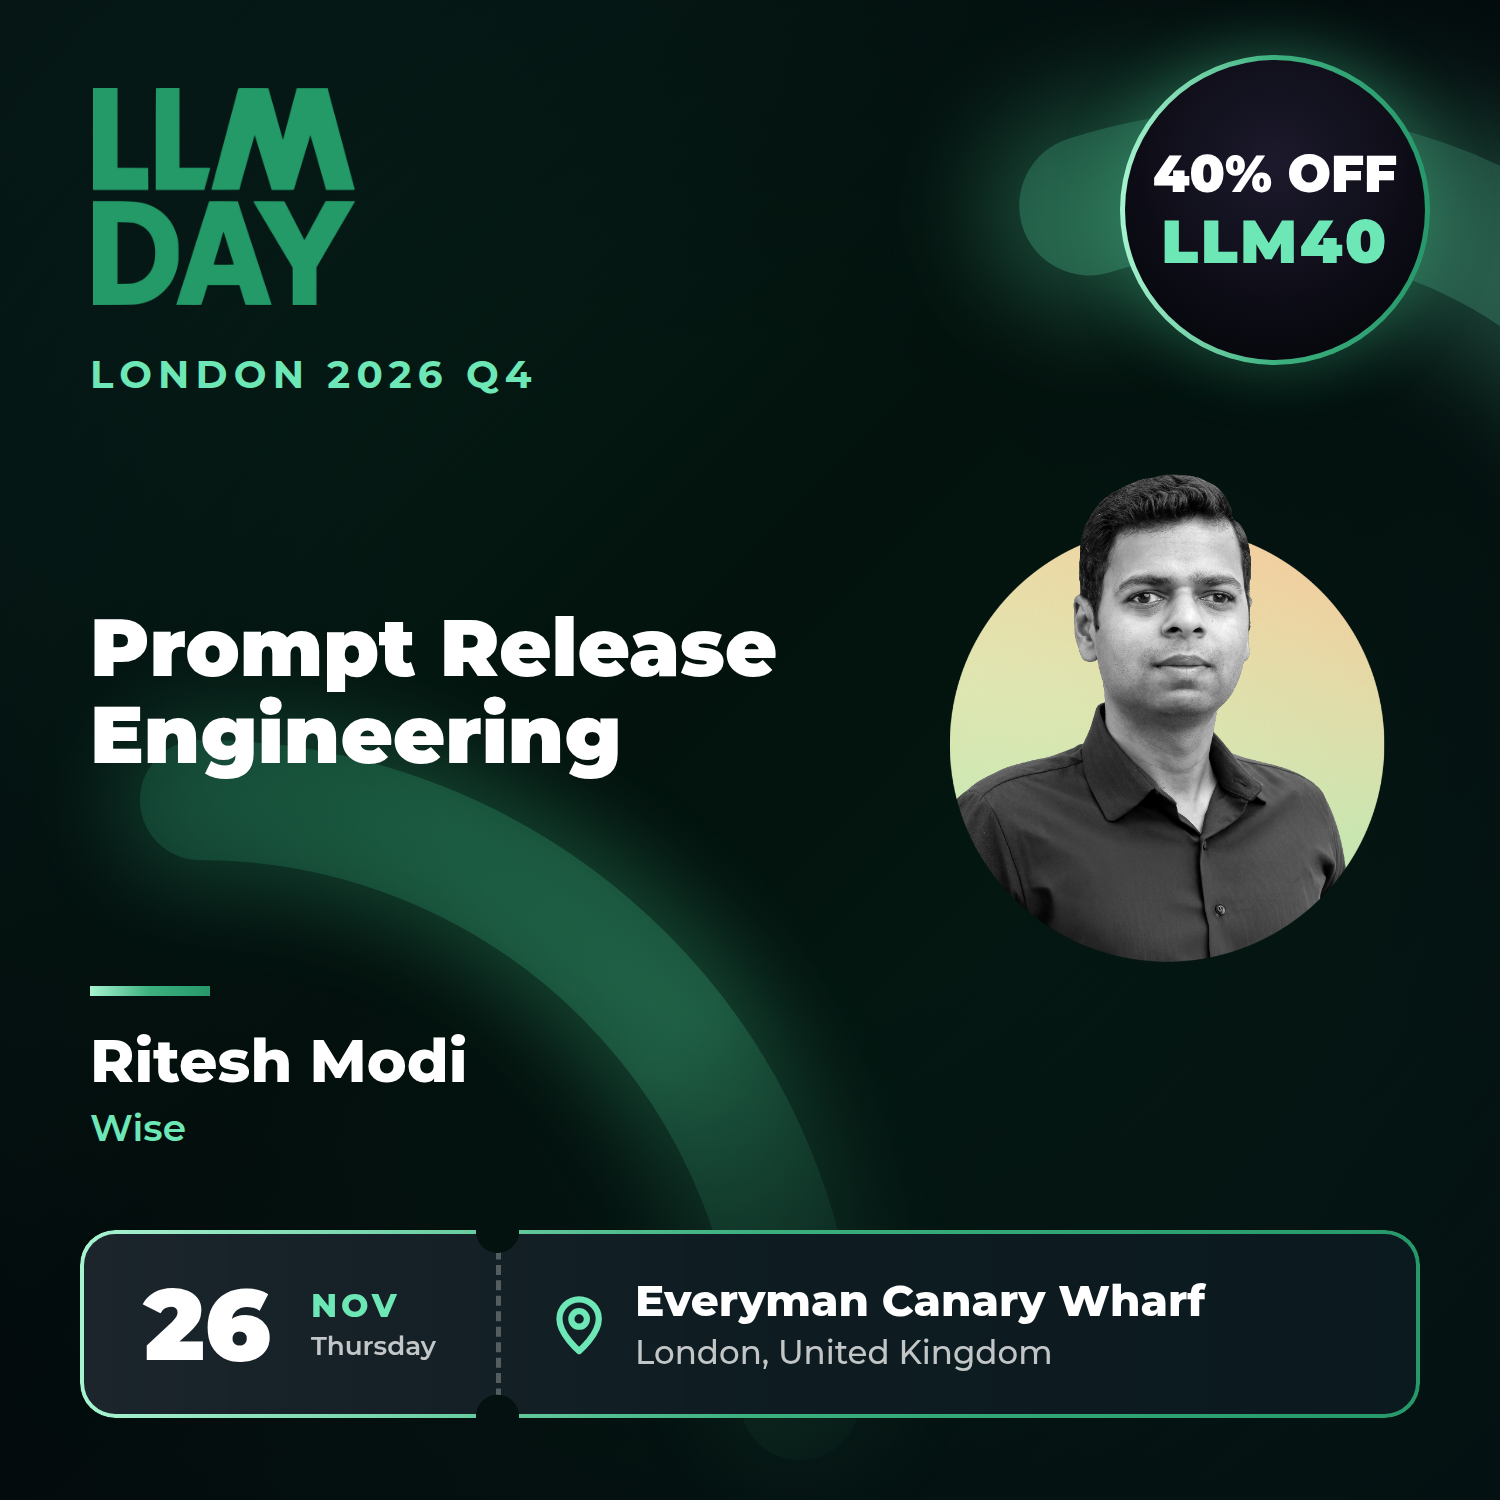 LLM
DAY
LONDON 2026 Q4
40% OFF
LLM40
Prompt Release
Engineering
Ritesh Modi
Wise
26
NOV
Thursday
Everyman Canary Wharf
London, United Kingdom